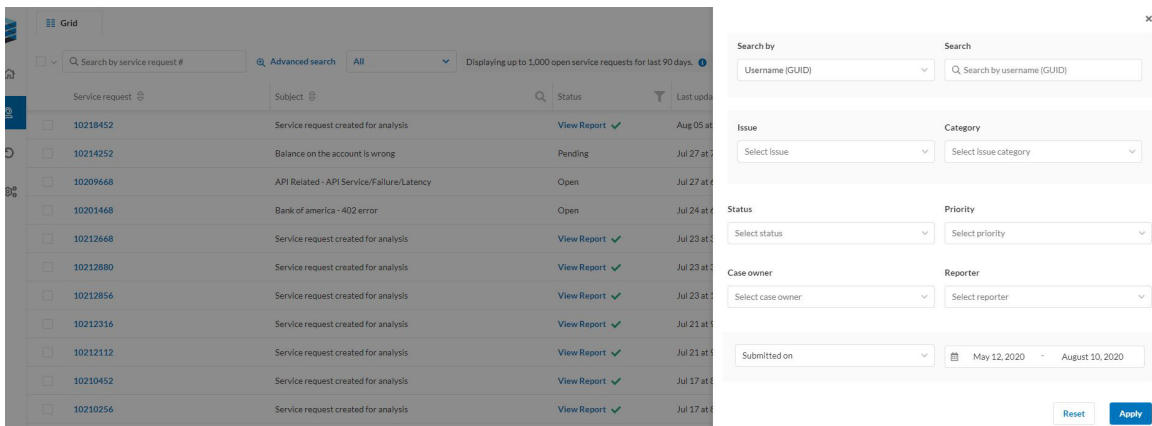 Grid
Search by service request #
Advanced search
All
Displaying up to 1,000 open service requests for last 90 days.
Service request
Subject
Status
Last upda
10218452 Service request created for analysis View Report Aug 05 at
10214252 Balance on the account is wrong Pending Jul 27 at
10209668 API Related - API Service/Failure/Latency Open Jul 27 at
10201468 Bank of america - 402 error Open Jul 24 at
10212668 Service request created for analysis View Report Jul 23 at
10212880 Service request created for analysis View Report Jul 23 at
10212856 Service request created for analysis View Report Jul 23 at
10212316 Service request created for analysis View Report Jul 21 at
10212112 Service request created for analysis View Report Jul 21 at
10210452 Service request created for analysis View Report Jul 17 at
10210256 Service request created for analysis View Report Jul 17 at
Search by
Search
Username (GUID)
Search by username (GUID)
Issue
Category
Select issue
Select issue category
Status
Priority
Select status
Select priority
Case owner
Reporter
Select case owner
Select reporter
Submitted on
May 12, 2020 - August 10, 2020
Reset
Apply